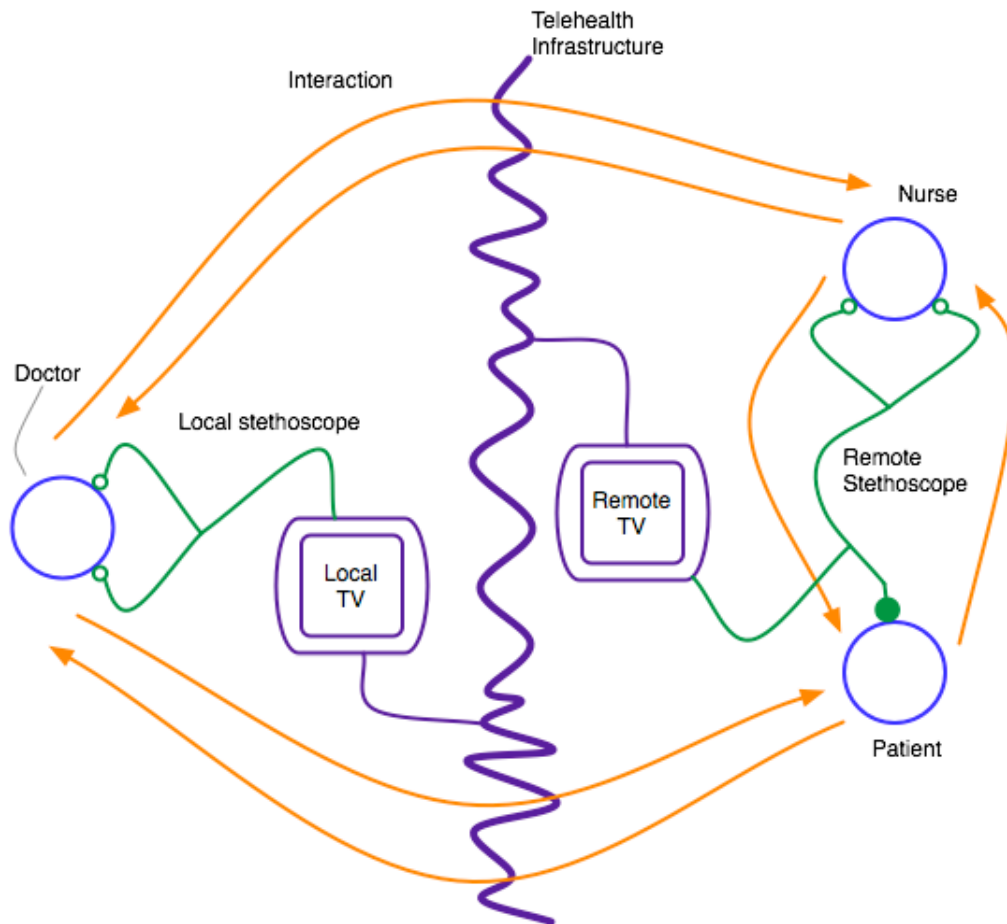 Telehealth
Infrastructure
Interaction
Nurse
Doctor
Local stethoscope
Remote
Stethoscope
Remote
TV
Local
TV
Patient